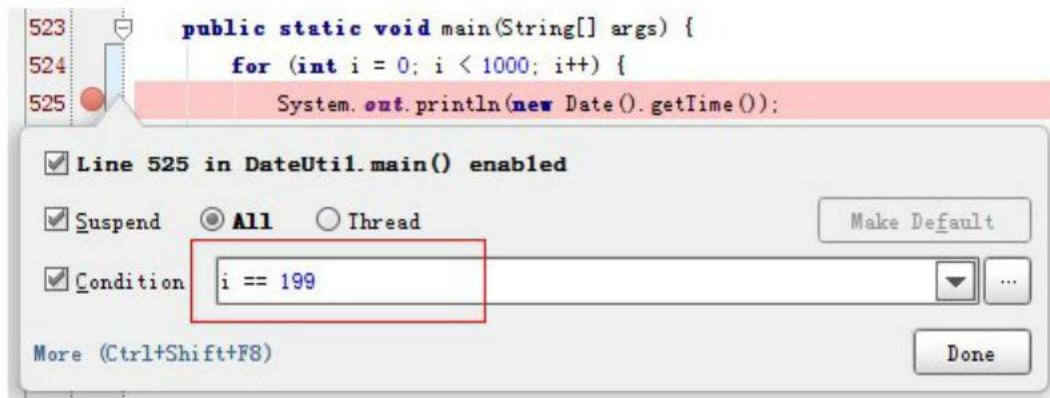 523 public static void main(String[] args) {
524 for (int i = 0; i < 1000; i++) {
525 System.out.println(new Date().getTime());
Line 525 in DateUtil.main() enabled
Suspend All Thread Make Default
Condition i == 199 ...
More (Ctrl+Shift+F8) Done